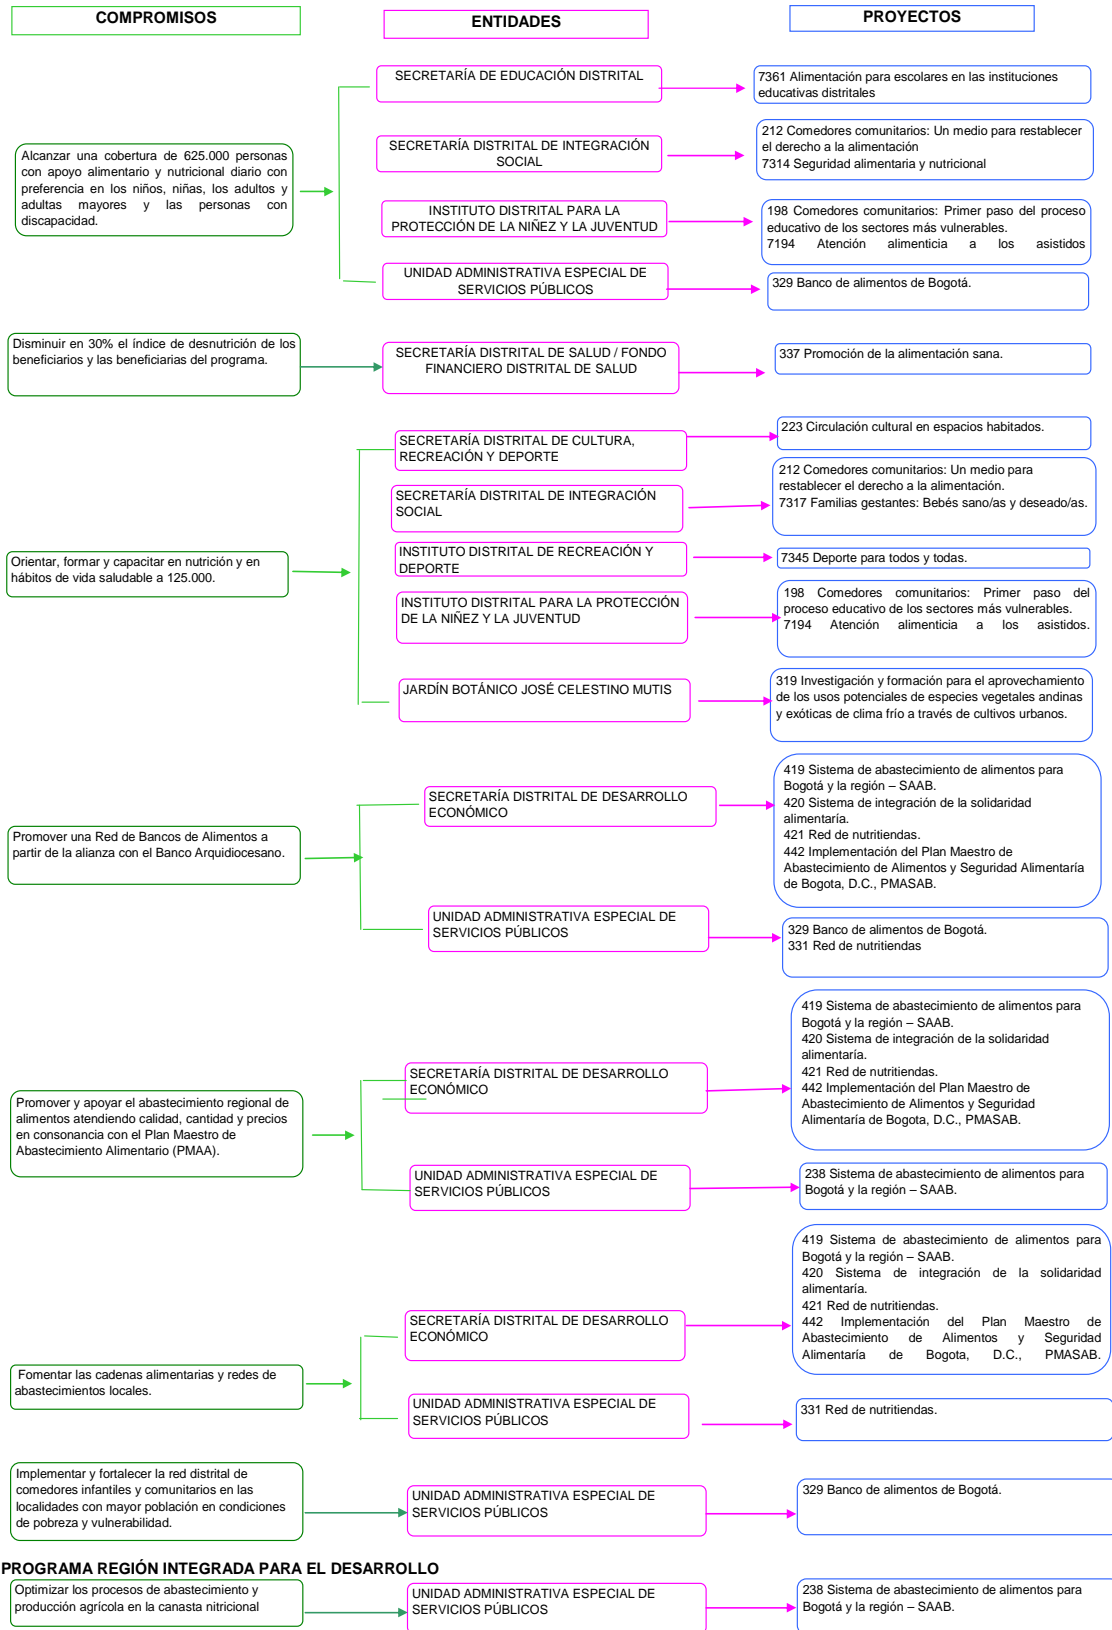 COMPROMISOS
ENTIDADES
PROYECTOS
Alcanzar una cobertura de 625.000 personas
con apoyo alimentario y nutricional diario con
preferencia en los niños, niñas, los adultos y
adultas mayores y las personas con
discapacidad.
SECRETARÍA DE EDUCACIÓN DISTRITAL
7361 Alimentación para escolares en las instituciones
educativas distritales
SECRETARÍA DISTRITAL DE INTEGRACIÓN
SOCIAL
212 Comedores comunitarios: Un medio para restablecer
el derecho a la alimentación
7314 Seguridad alimentaria y nutricional
INSTITUTO DISTRITAL PARA LA
PROTECCIÓN DE LA NIÑEZ Y LA JUVENTUD
198 Comedores comunitarios: Primer paso del proceso
educativo de los sectores más vulnerables.
7194 Atención alimenticia a los asistidos
UNIDAD ADMINISTRATIVA ESPECIAL DE
SERVICIOS PÚBLICOS
329 Banco de alimentos de Bogotá.
Disminuir en 30% el índice de desnutrición de los
beneficiarios y las beneficiarias del programa.
SECRETARÍA DISTRITAL DE SALUD / FONDO
FINANCIERO DISTRITAL DE SALUD
337 Promoción de la alimentación sana.
Orientar, formar y capacitar en nutrición y en
hábitos de vida saludable a 125.000.
SECRETARÍA DISTRITAL DE CULTURA,
RECREACIÓN Y DEPORTE
223 Circulación cultural en espacios habitados.
SECRETARÍA DISTRITAL DE INTEGRACIÓN
SOCIAL
212 Comedores comunitarios: Un medio para
restablecer el derecho a la alimentación.
7317 Familias gestantes: Bebés sano/as y deseado/as.
INSTITUTO DISTRITAL DE RECREACIÓN Y
DEPORTE
7345 Deporte para todos y todas.
INSTITUTO DISTRITAL PARA LA PROTECCIÓN
DE LA NIÑEZ Y LA JUVENTUD
198 Comedores comunitarios: Primer paso del
proceso educativo de los sectores más vulnerables.
7194 Atención alimenticia a los asistidos.
JARDÍN BOTÁNICO JOSÉ CELESTINO MUTIS
319 Investigación y formación para el aprovechamiento
de los usos potenciales de especies vegetales andinas
y exóticas de clima frío a través de cultivos urbanos.
Promover una Red de Bancos de Alimentos a
partir de la alianza con el Banco Arquidiocesano.
SECRETARÍA DISTRITAL DE DESARROLLO
ECONÓMICO
419 Sistema de abastecimiento de alimentos para
Bogotá y la región – SAAB.
420 Sistema de integración de la solidaridad
alimentaría.
421 Red de nutritiendas.
442 Implementación del Plan Maestro de
Abastecimiento de Alimentos y Seguridad Alimentaría
de Bogota, D.C., PMASAB.
UNIDAD ADMINISTRATIVA ESPECIAL DE
SERVICIOS PÚBLICOS
329 Banco de alimentos de Bogotá.
331 Red de nutritiendas
Promover y apoyar el abastecimiento regional de
alimentos atendiendo calidad, cantidad y precios
en consonancia con el Plan Maestro de
Abastecimiento Alimentario (PMAA).
SECRETARÍA DISTRITAL DE DESARROLLO
ECONÓMICO
419 Sistema de abastecimiento de alimentos para
Bogotá y la región – SAAB.
420 Sistema de integración de la solidaridad
alimentaría.
421 Red de nutritiendas.
442 Implementación del Plan Maestro de
Abastecimiento de Alimentos y Seguridad
Alimentaría de Bogota, D.C., PMASAB.
UNIDAD ADMINISTRATIVA ESPECIAL DE
SERVICIOS PÚBLICOS
238 Sistema de abastecimiento de alimentos para
Bogotá y la región – SAAB.
Fomentar las cadenas alimentarias y redes de
abastecimientos locales.
SECRETARÍA DISTRITAL DE DESARROLLO
ECONÓMICO
419 Sistema de abastecimiento de alimentos para
Bogotá y la región – SAAB.
420 Sistema de integración de la solidaridad
alimentaría.
421 Red de nutritiendas.
442 Implementación del Plan Maestro de
Abastecimiento de Alimentos y Seguridad
Alimentaría de Bogota, D.C., PMASAB.
UNIDAD ADMINISTRATIVA ESPECIAL DE
SERVICIOS PÚBLICOS
331 Red de nutritiendas.
Implementar y fortalecer la red distrital de
comedores infantiles y comunitarios en las
localidades con mayor población en condiciones
de pobreza y vulnerabilidad.
UNIDAD ADMINISTRATIVA ESPECIAL DE
SERVICIOS PÚBLICOS
329 Banco de alimentos de Bogotá.
PROGRAMA REGIÓN INTEGRADA PARA EL DESARROLLO
Optimizar los procesos de abastecimiento y
producción agrícola en la canasta nitricional
UNIDAD ADMINISTRATIVA ESPECIAL DE
SERVICIOS PÚBLICOS
238 Sistema de abastecimiento de alimentos para
Bogotá y la región – SAAB.